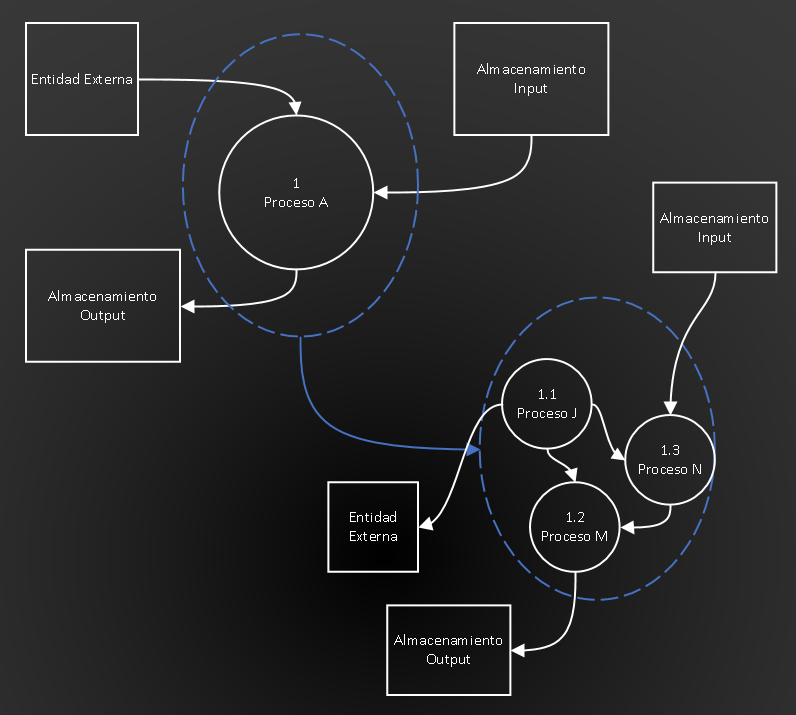 Entidad Externa
Almacenamiento
Input
1
Proceso A
Almacenamiento
Output
Almacenamiento
Input
1.1
Proceso J
1.3
Proceso N
1.2
Proceso M
Entidad
Externa
Almacenamiento
Output